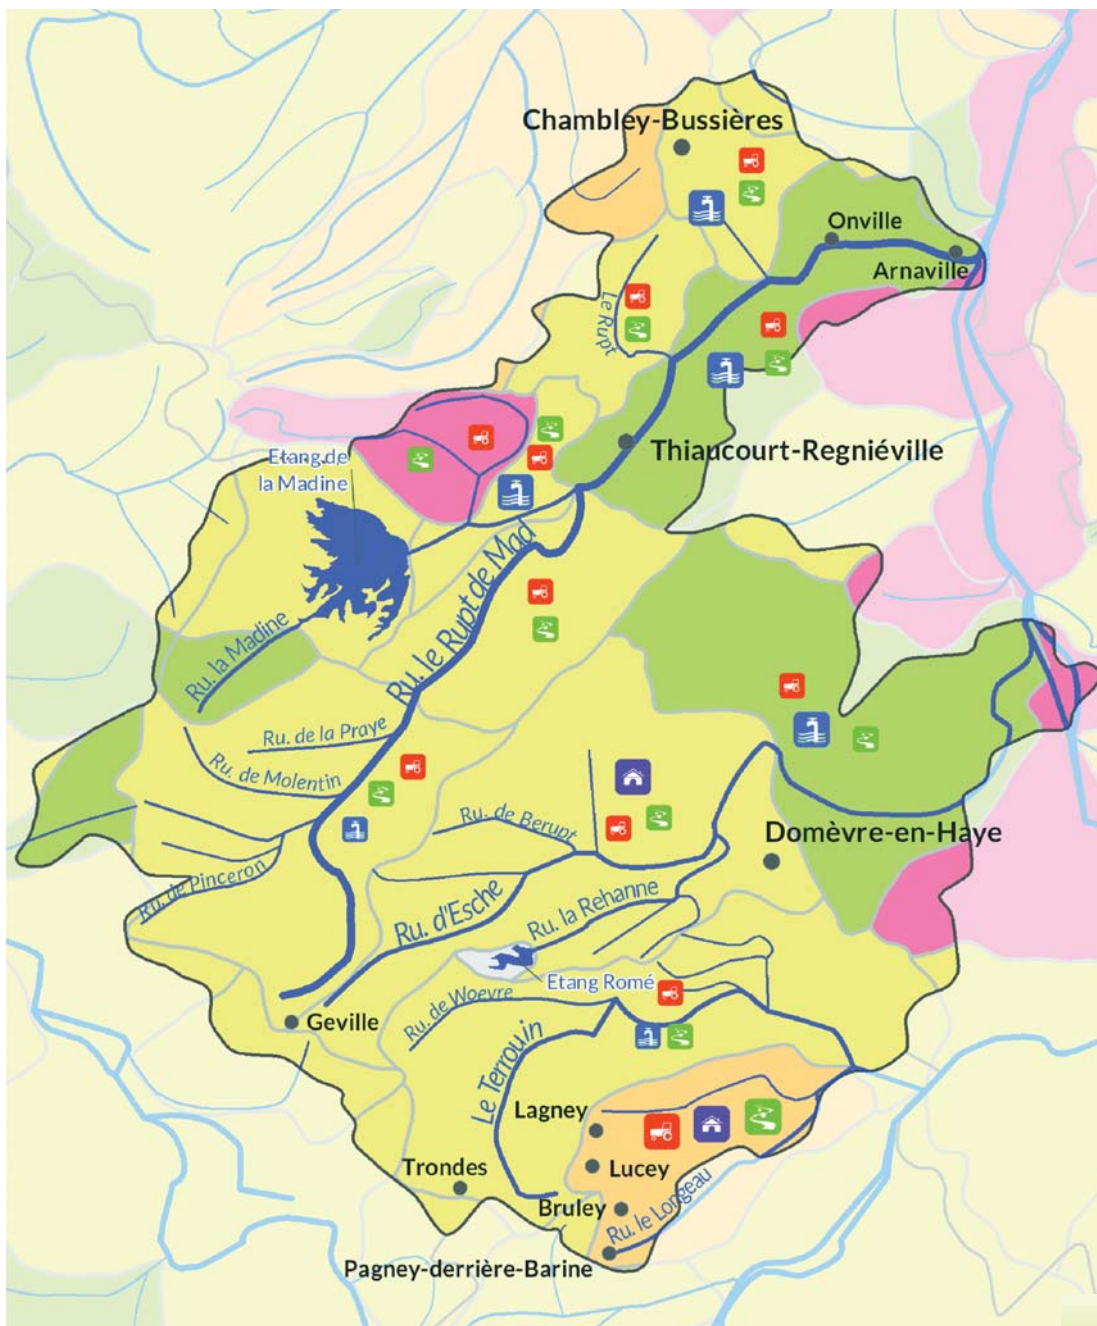 Chambley-Bussières
Onville
Arnaville
Le Rupt
Thiaucourt-Regniéville
Etang de
la Madine
Ru. le Rupt de Mad
Ru. la Madine
Ru. de la Praye
Ru. de Molentin
Ru. de Berupt
Domèvre-en-Haye
Ru. de Pinceron
Ru. d'Esche
Ru. la Rehanne
Etang Romé
Ru. de Woevre
Geville
Le Terrouin
Lagney
Lucey
Trondes
Bruley
Ru. le Longeau
Pagney-derrière-Barine